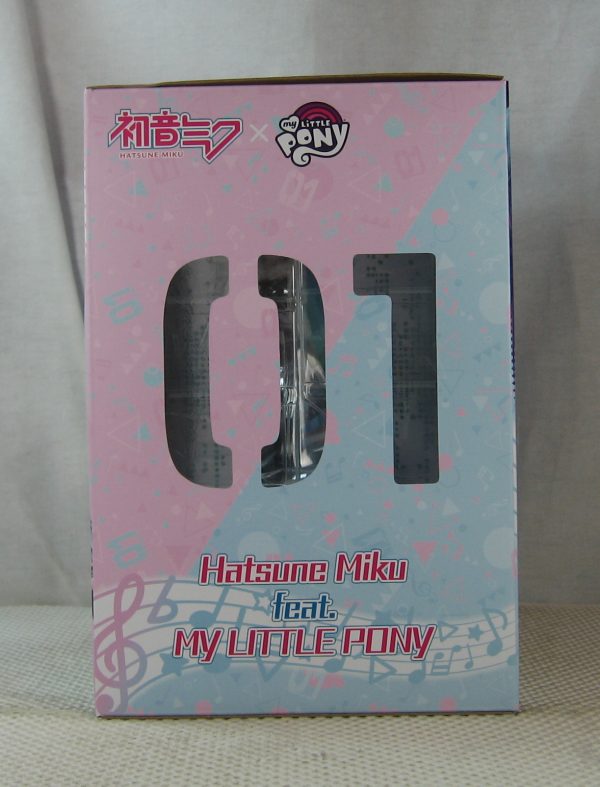 初音ミク × my LiTTLE PONY
HATSUNE MIKU
01
Hatsune Miku
feat.
MY LITTLE PONY